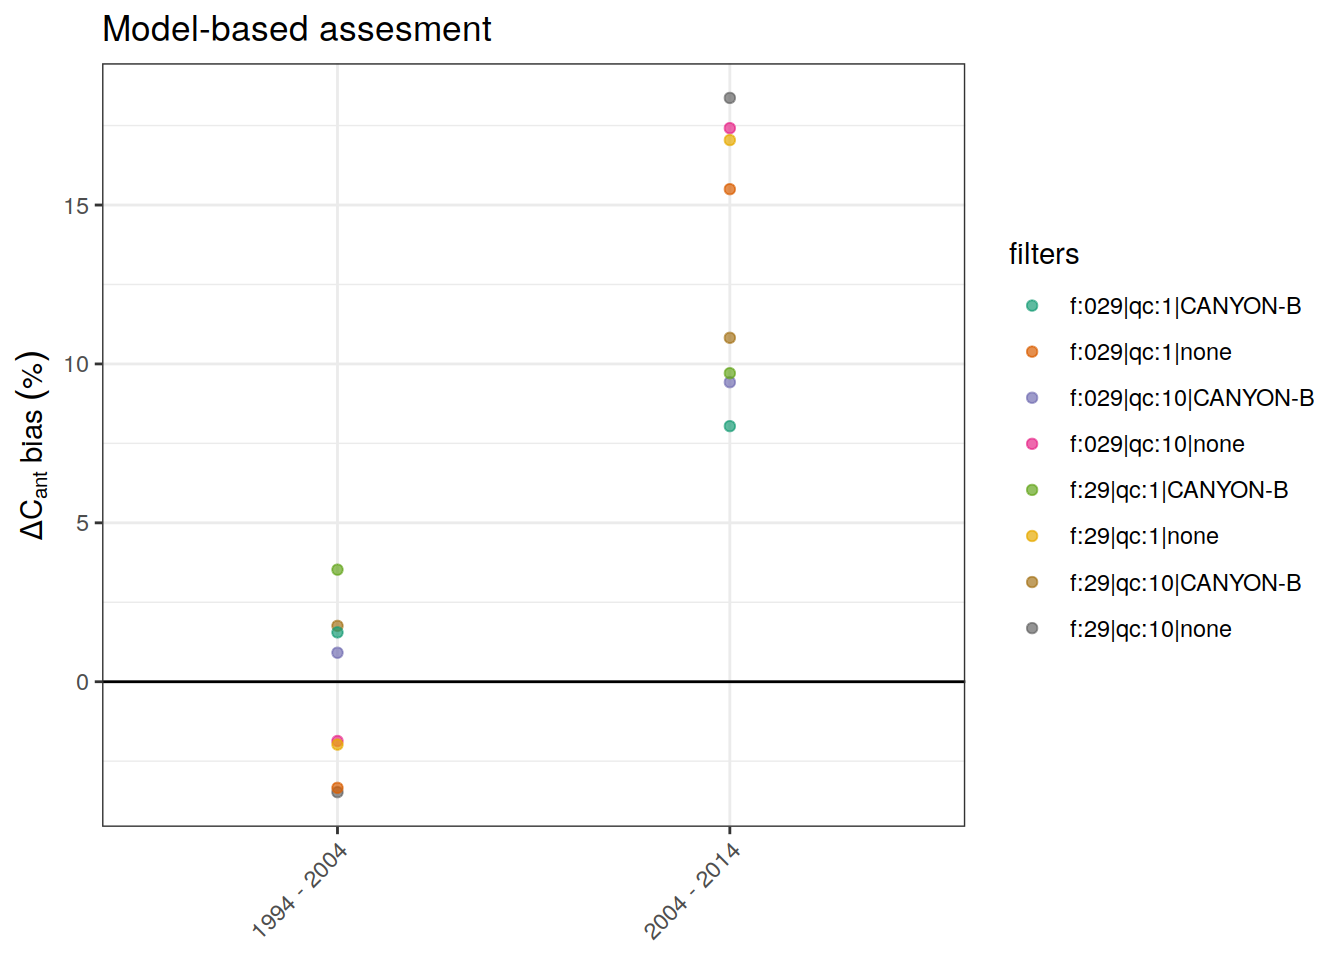 Model-based assesment
ΔCant bias (%)
15
10
5
0
1994 - 2004
2004 - 2014
filters
f:029|qc:1|CANYON-B
f:029|qc:1|none
f:029|qc:10|CANYON-B
f:029|qc:10|none
f:29|qc:1|CANYON-B
f:29|qc:1|none
f:29|qc:10|CANYON-B
f:29|qc:10|none